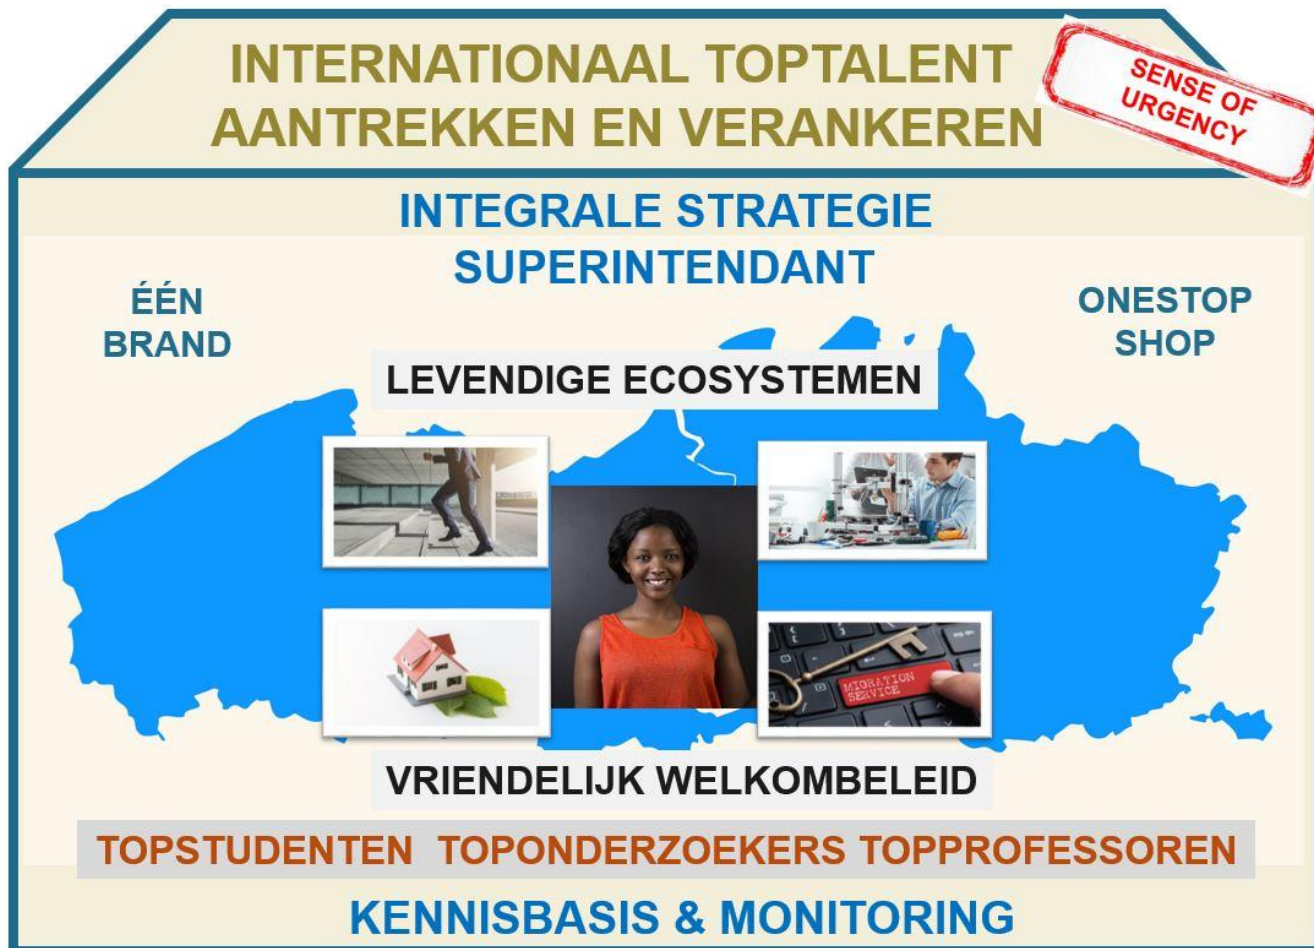 INTERNATIONAAL TOPTALENT
AANTREKKEN EN VERANKEREN
SENSE OF
URGENCY
INTEGRALE STRATEGIE
SUPERINTENDANT
ÉÉN
BRAND
ONESTOP
SHOP
LEVENDIGE ECOSYSTEMEN
MIGRATION
SERVICE
VRIENDELIJK WELKOMBELEID
TOPSTUDENTEN TOPONDERZOEKERS TOPPROFESSOREN
KENNISBASIS & MONITORING